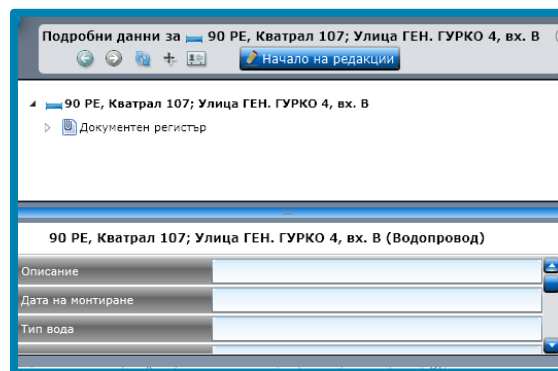 Подробни данни за 90 PE, Кватрал 107; Улица ГЕН. ГУРКО 4, вх. В
Начало на редакции
90 PE, Кватрал 107; Улица ГЕН. ГУРКО 4, вх. В
Документен регистър
90 PE, Кватрал 107; Улица ГЕН. ГУРКО 4, вх. В (Водопровод)
Описание
Дата на монтиране
Тип вода